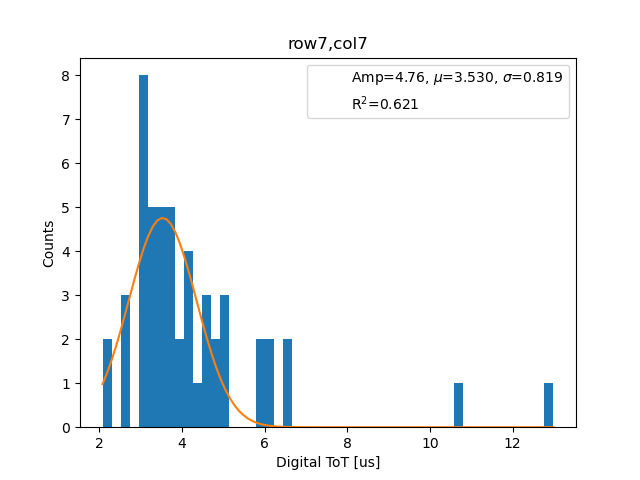 row7,col7
Amp=4.76, μ=3.530, σ=0.819
R²=0.621
8
7
6
5
4
3
2
1
0
Counts
2 4 6 8 10 12
Digital ToT [us]